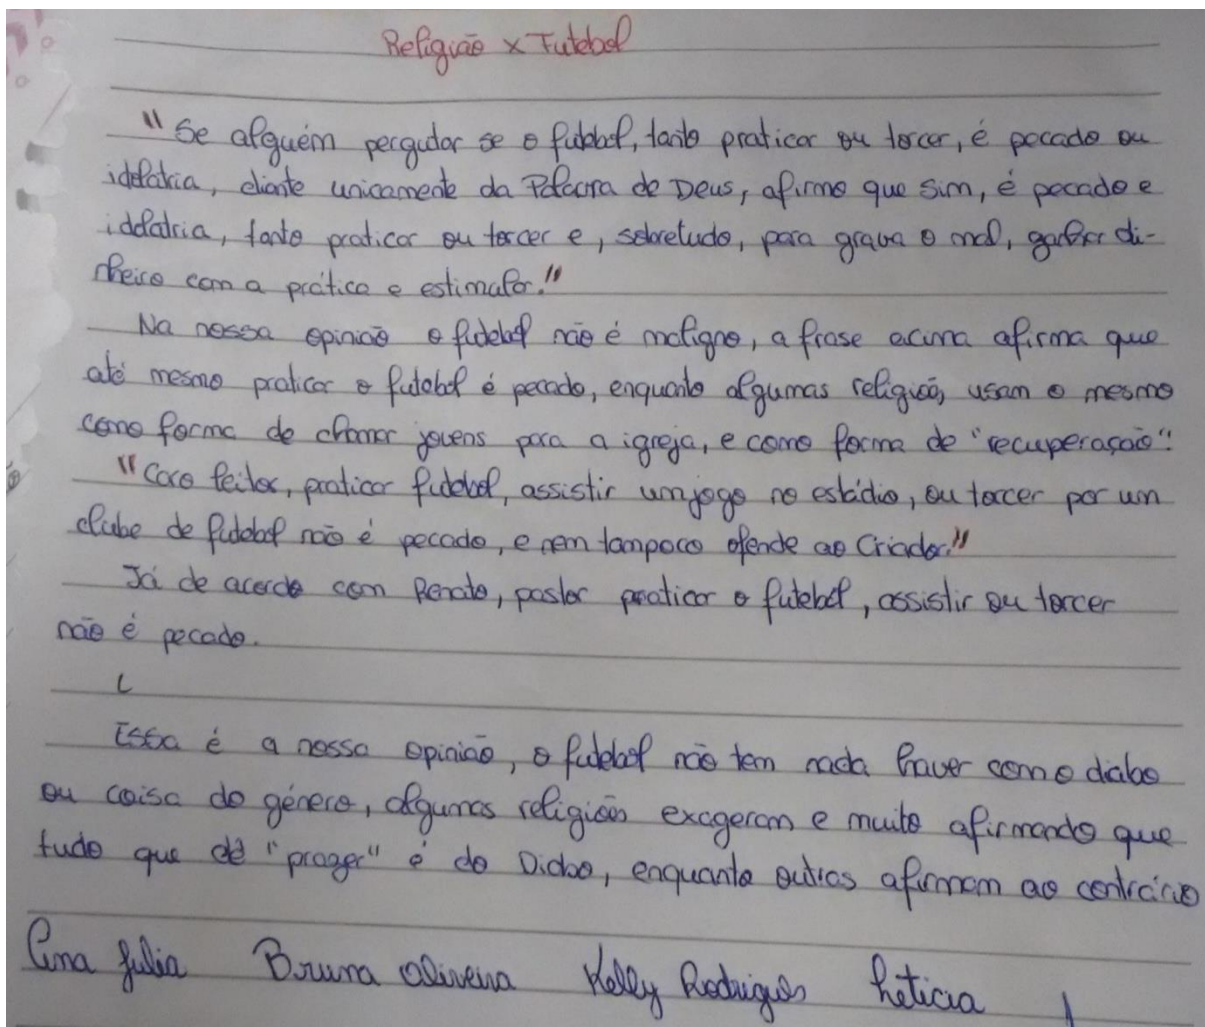 Religião x Futebol
"Se alguém pergutar se o futebol, tanto praticar ou torcer, é pecado ou
idolatria, diante unicamente da Palavra de Deus, afirmo que sim, é pecado e
idolatria, tanto praticar ou torcer e, sobretudo, para grava o mal, ganhar di-
nheiro com a prática e estimalar."
Na nossa opinião o futebol não é maligno, a frase acima afirma que
até mesmo praticar o futebol é pecado, enquanto algumas religiões, usam o mesmo
como forma de chamar jovens para a igreja, e como forma de "recuperação".
"Caro leitor, praticar futebol, assistir um jogo no estádio, ou torcer por um
clube de futebol não é pecado, e nem tampoco ofende ao Criador."
Já de acordo com Renato, pastor praticar o futebol, assistir ou torcer
não é pecado.
Essa é a nossa opinião, o futebol não tem nada haver com o diabo
ou coisa do gênero, algumas religiões exageram e muito afirmando que
tudo que dê "prazer" é do Diabo, enquanto outros afirmam ao contrário
Ana Julia Bruna Oliveira Kelly Rodrigues Leticia